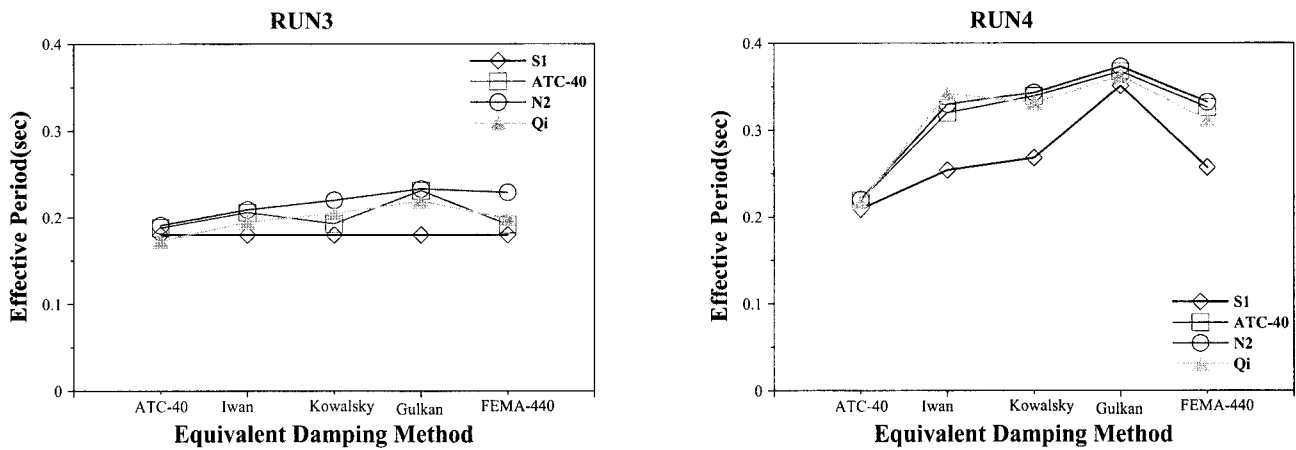 RUN3
0.4
0.3
0.2
0.1
0
Effective Period(sec)
S1
ATC-40
N2
Qi
ATC-40 Iwan Kowalsky Gulkan FEMA-440
Equivalent Damping Method
RUN4
0.4
0.3
0.2
0.1
0
Effective Period(sec)
S1
ATC-40
N2
Qi
ATC-40 Iwan Kowalsky Gulkan FEMA-440
Equivalent Damping Method